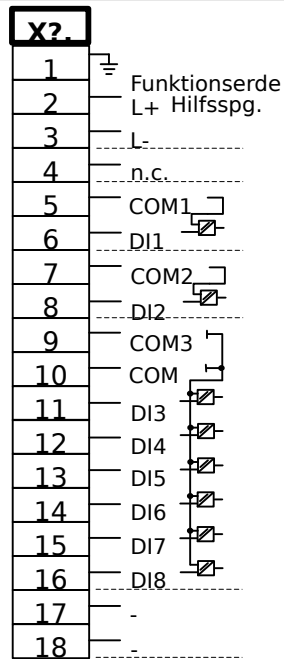 X?.
1
Funktionserde
2 L+ Hilfsspg.
3 L-
4 n.c.
5 COM1
6 DI1
7 COM2
8 DI2
9 COM3
10 COM
11 DI3
12 DI4
13 DI5
14 DI6
15 DI7
16 DI8
17 -
18 -